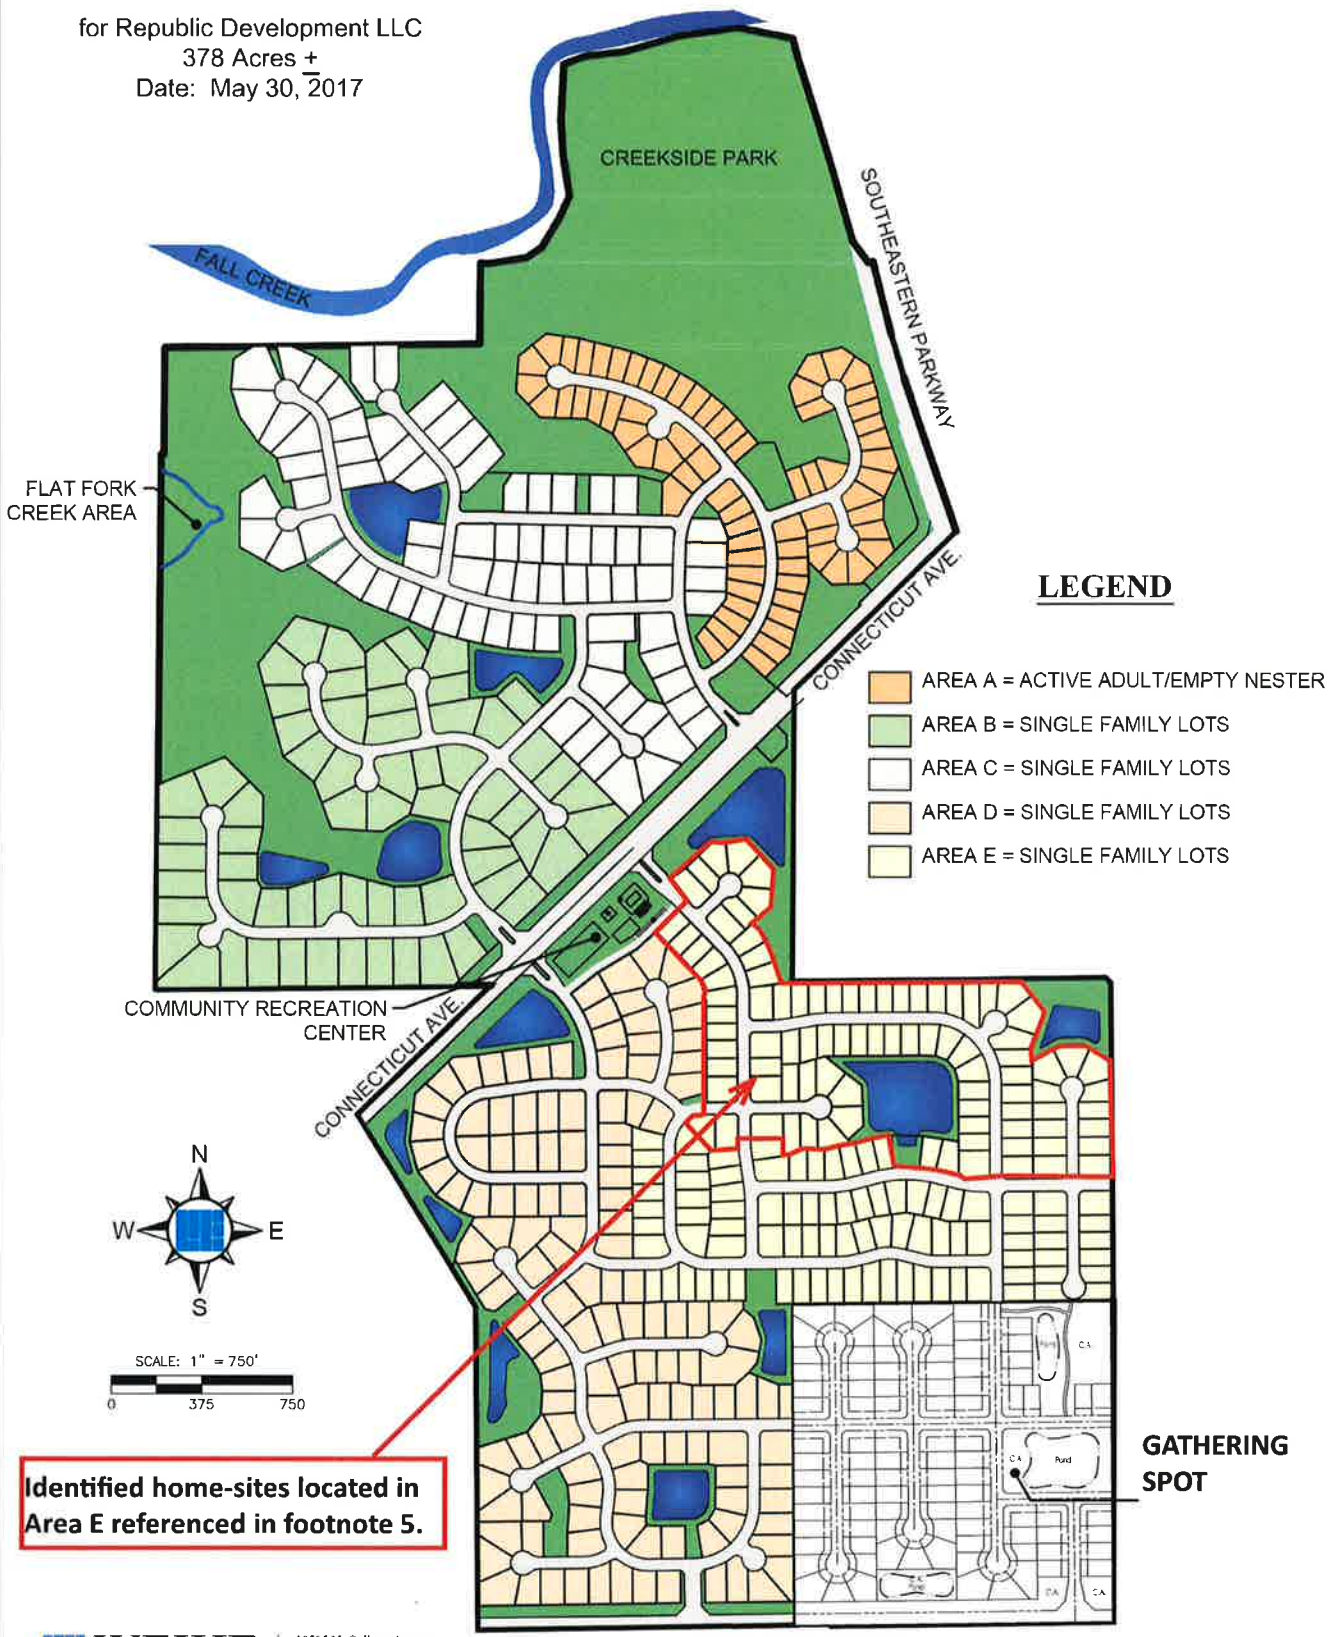 for Republic Development LLC
378 Acres ±
Date: May 30, 2017
CREEKSIDE PARK
SOUTHEASTERN PARKWAY
FALL CREEK
FLAT FORK
CREEK AREA
CONNECTICUT AVE.
LEGEND
AREA A = ACTIVE ADULT/EMPTY NESTER
AREA B = SINGLE FAMILY LOTS
AREA C = SINGLE FAMILY LOTS
AREA D = SINGLE FAMILY LOTS
AREA E = SINGLE FAMILY LOTS
COMMUNITY RECREATION
CENTER
CONNECTICUT AVE.
N
W
E
S
SCALE: 1" = 750'
0 375 750
Pond
C.A.
C.A.
Pond
GATHERING
SPOT
Identified home-sites located in
Area E referenced in footnote 5.
C.A.
Pond
C.A.
C.A.